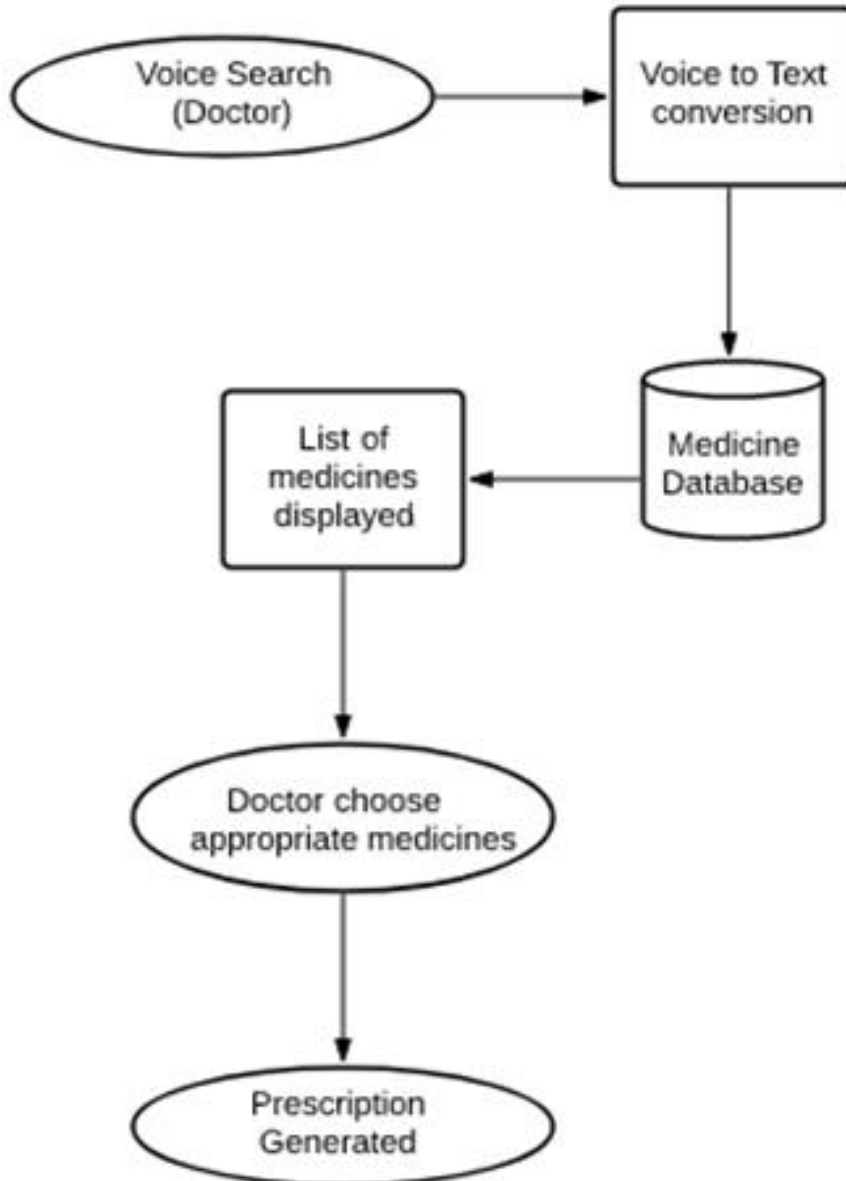 Voice Search
(Doctor)
Voice to Text
conversion
Medicine
Database
List of
medicines
displayed
Doctor choose
appropriate medicines
Prescription
Generated